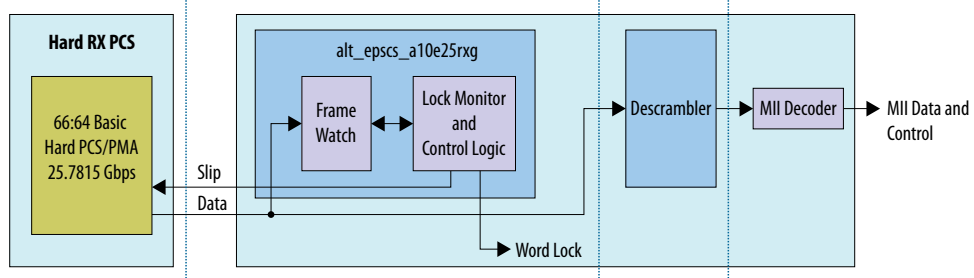 Hard RX PCS
66:64 Basic
Hard PCS/PMA
25.7815 Gbps
Slip
Data
alt_epscs_a10e25rxg
Frame
Watch
Lock Monitor
and
Control Logic
Word Lock
Descrambler
MII Decoder
MII Data and
Control